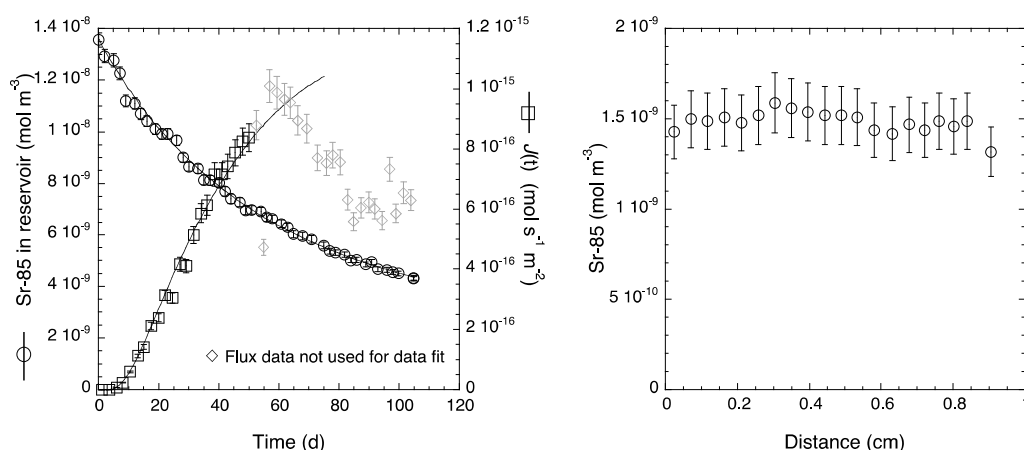 Sr-85 in reservoir (mol m-3)
1.4 10-8
1.2 10-8
1 10-8
8 10-9
6 10-9
4 10-9
2 10-9
0
0 20 40 60 80 100 120
Time (d)
Flux data not used for data fit
1.2 10-15
1 10-15
8 10-16
6 10-16
4 10-16
2 10-16
0
J(t) (mol s-1 m-2)
Sr-85 (mol m-3)
2 10-9
1.5 10-9
1 10-9
5 10-10
0
0 0.2 0.4 0.6 0.8 1
Distance (cm)